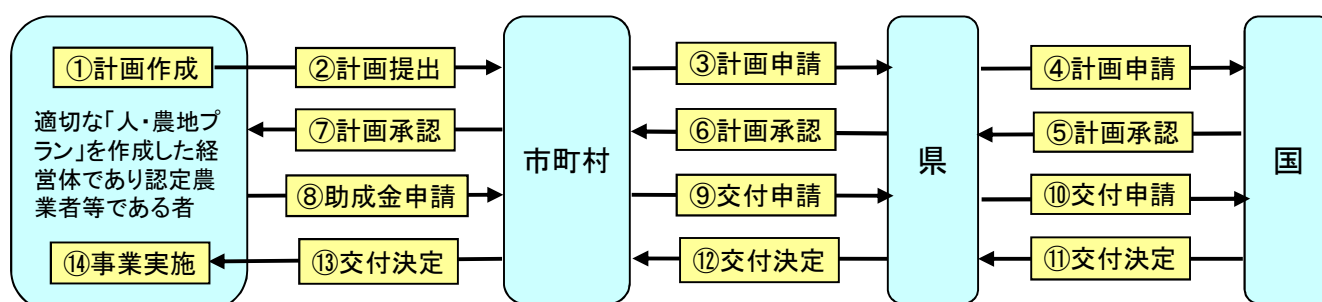 ①計画作成
②計画提出
③計画申請
④計画申請
適切な「人・農地プ
ラン」を作成した経
営体であり認定農
業者等である者
⑦計画承認
市町村
⑥計画承認
県
⑤計画承認
国
⑧助成金申請
⑨交付申請
⑩交付申請
⑭事業実施
⑬交付決定
⑫交付決定
⑪交付決定